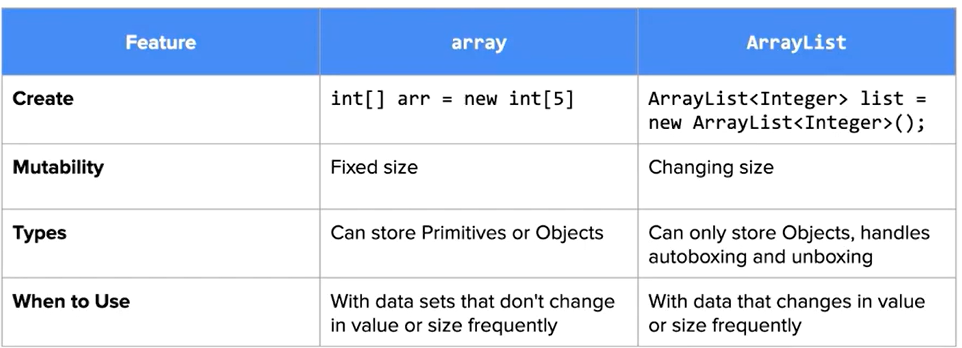 Feature
array
ArrayList
Create
int[] arr = new int[5]
ArrayList<Integer> list =
new ArrayList<Integer>();
Mutability
Fixed size
Changing size
Types
Can store Primitives or Objects
Can only store Objects, handles
autoboxing and unboxing
When to Use
With data sets that don't change
in value or size frequently
With data that changes in value
or size frequently